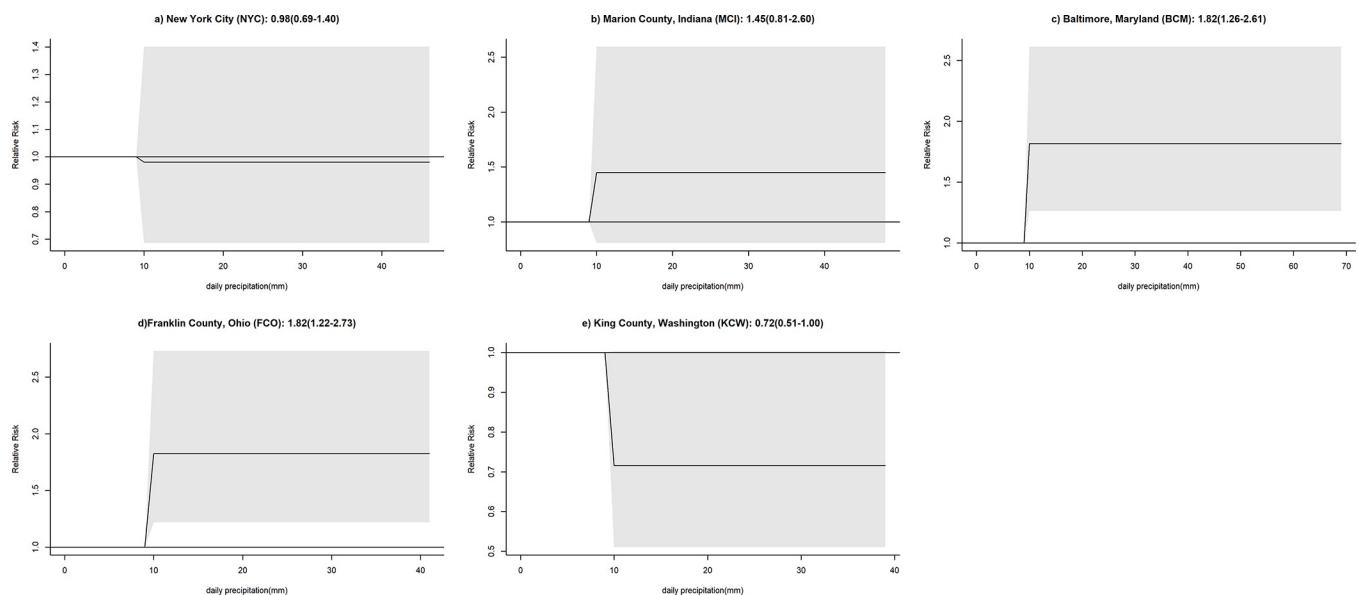 a) New York City (NYC): 0.98(0.69-1.40)
Relative Risk
0.7 0.8 0.9 1.0 1.1 1.2 1.3 1.4
0 10 20 30 40
daily precipitation(mm)
b) Marion County, Indiana (MCI): 1.45(0.81-2.60)
Relative Risk
1.0 1.5 2.0 2.5
0 10 20 30 40
daily precipitation(mm)
c) Baltimore, Maryland (BCM): 1.82(1.26-2.61)
Relative Risk
1.0 1.5 2.0 2.5
0 10 20 30 40 50 60 70
daily precipitation(mm)
d)Franklin County, Ohio (FCO): 1.82(1.22-2.73)
Relative Risk
1.0 1.5 2.0 2.5
0 10 20 30 40
daily precipitation(mm)
e) King County, Washington (KCW): 0.72(0.51-1.00)
Relative Risk
0.5 0.6 0.7 0.8 0.9 1.0
0 10 20 30 40
daily precipitation(mm)